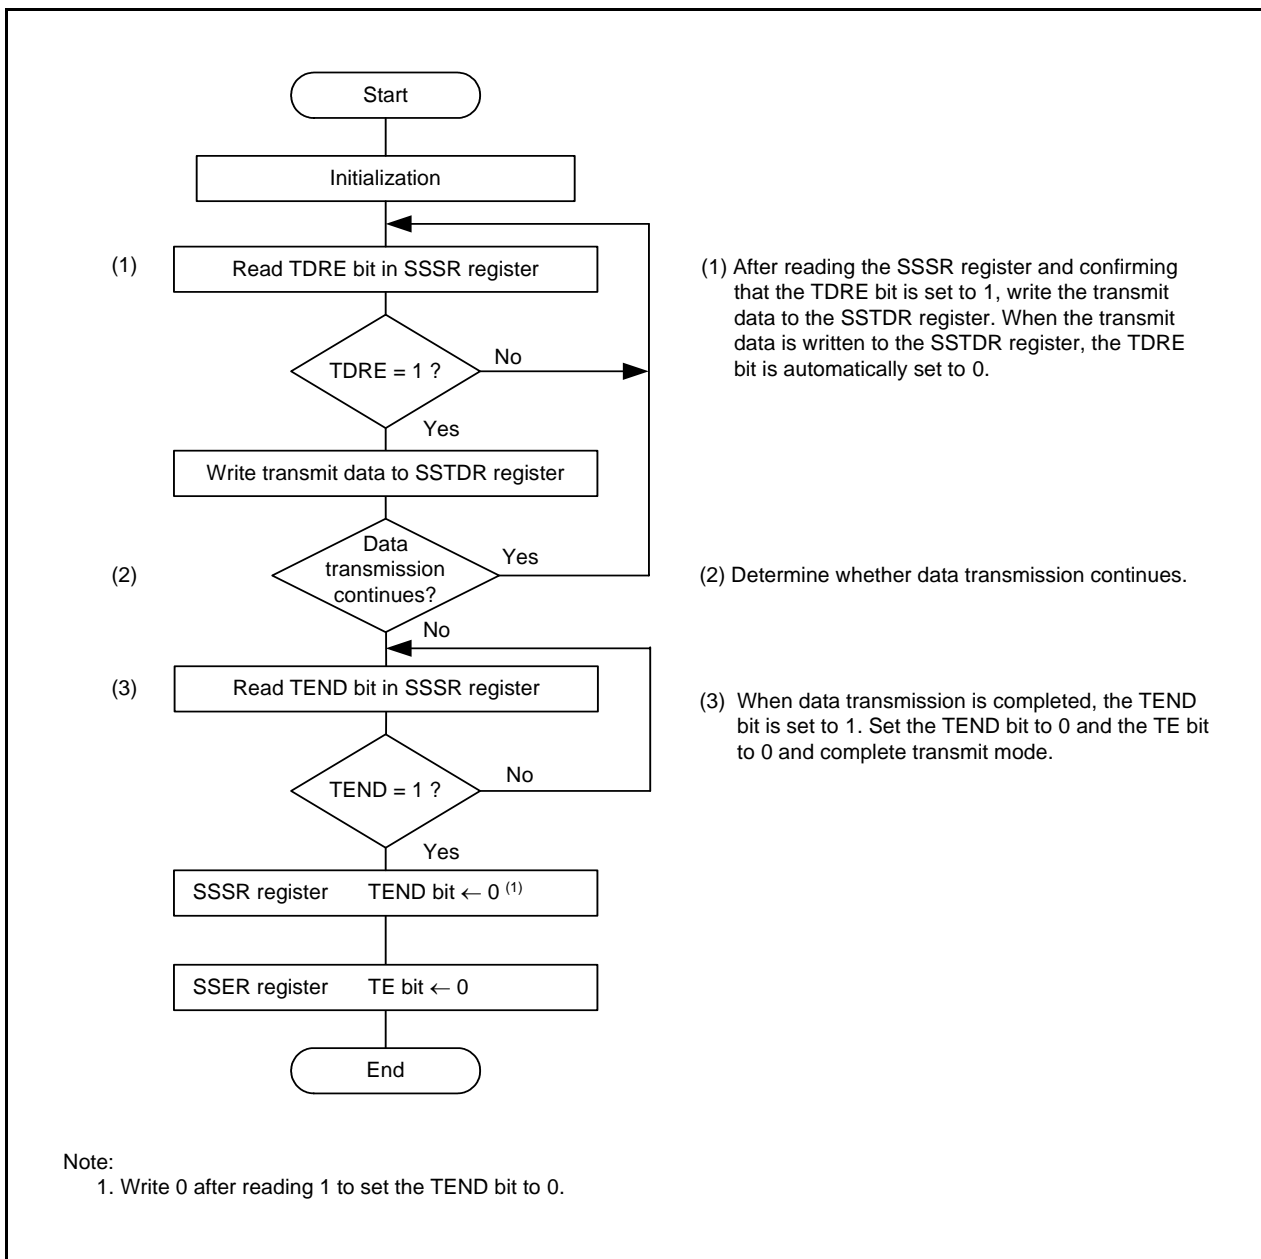 Start
Initialization
(1)
Read TDRE bit in SSSR register
TDRE = 1 ?
No
Yes
Write transmit data to SSTDR register
(2)
Data
transmission
continues?
Yes
No
(3)
Read TEND bit in SSSR register
TEND = 1 ?
No
Yes
SSSR register TEND bit ← 0 (1)
SSER register TE bit ← 0
End
(1) After reading the SSSR register and confirming
that the TDRE bit is set to 1, write the transmit
data to the SSTDR register. When the transmit
data is written to the SSTDR register, the TDRE
bit is automatically set to 0.
(2) Determine whether data transmission continues.
(3) When data transmission is completed, the TEND
bit is set to 1. Set the TEND bit to 0 and the TE bit
to 0 and complete transmit mode.
Note:
1. Write 0 after reading 1 to set the TEND bit to 0.